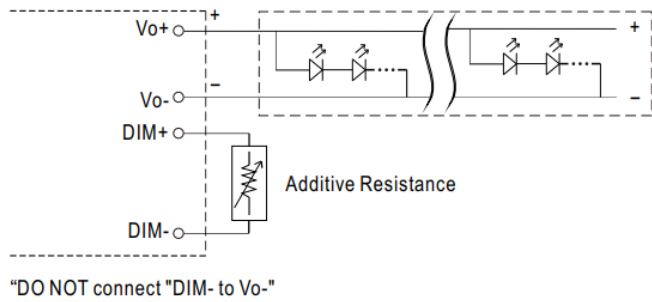 +
Vo+
+
Vo-
–
–
DIM+
Additive Resistance
DIM-
"DO NOT connect "DIM- to Vo-"